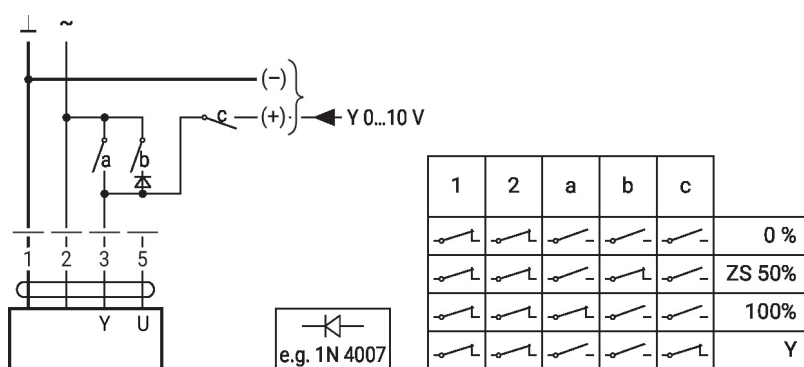 ⊥ ~
(–)
c (+) Y 0...10 V
a b
1 2 3 5
Y U
e.g. 1N 4007
1 2 a b c
0 %
ZS 50%
100%
Y